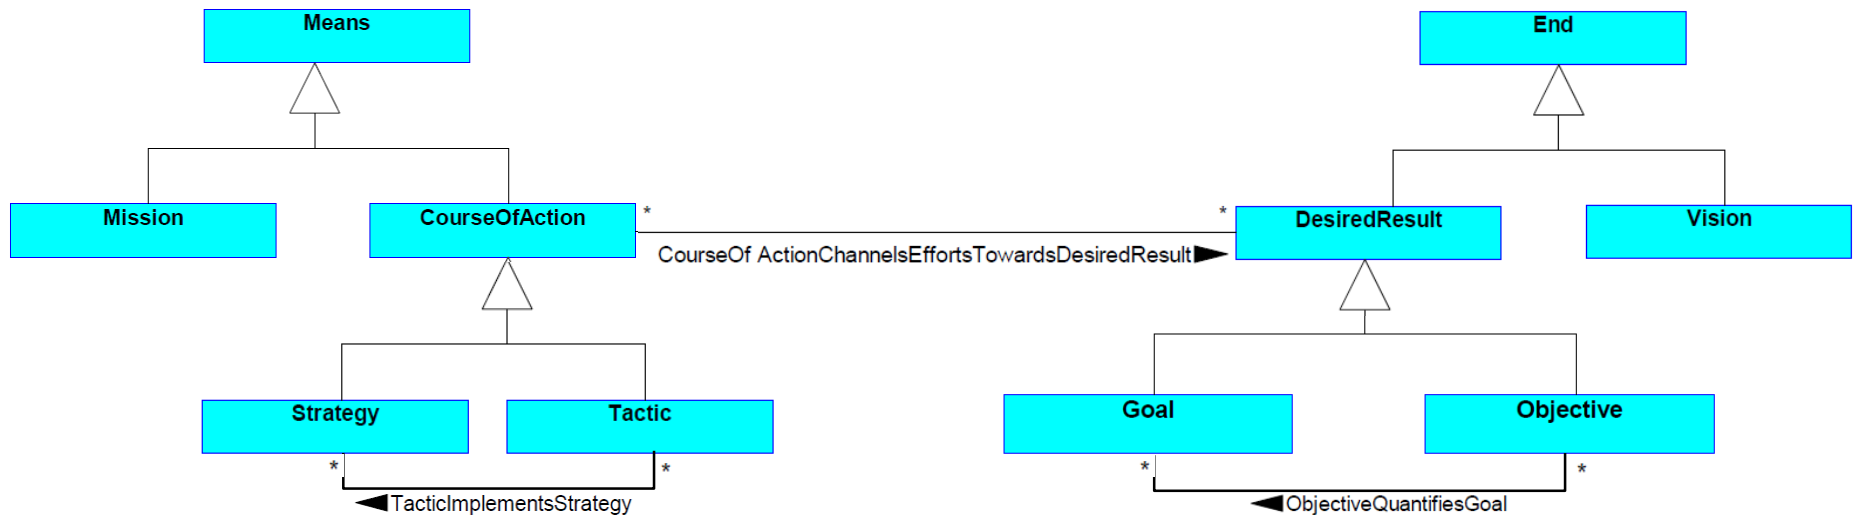 Means
End
Mission
CourseOfAction
*
*
DesiredResult
Vision
CourseOf ActionChannelsEffortsTowardsDesiredResult
Strategy
Tactic
Goal
Objective
*
*
*
*
TacticImplementsStrategy
ObjectiveQuantifiesGoal